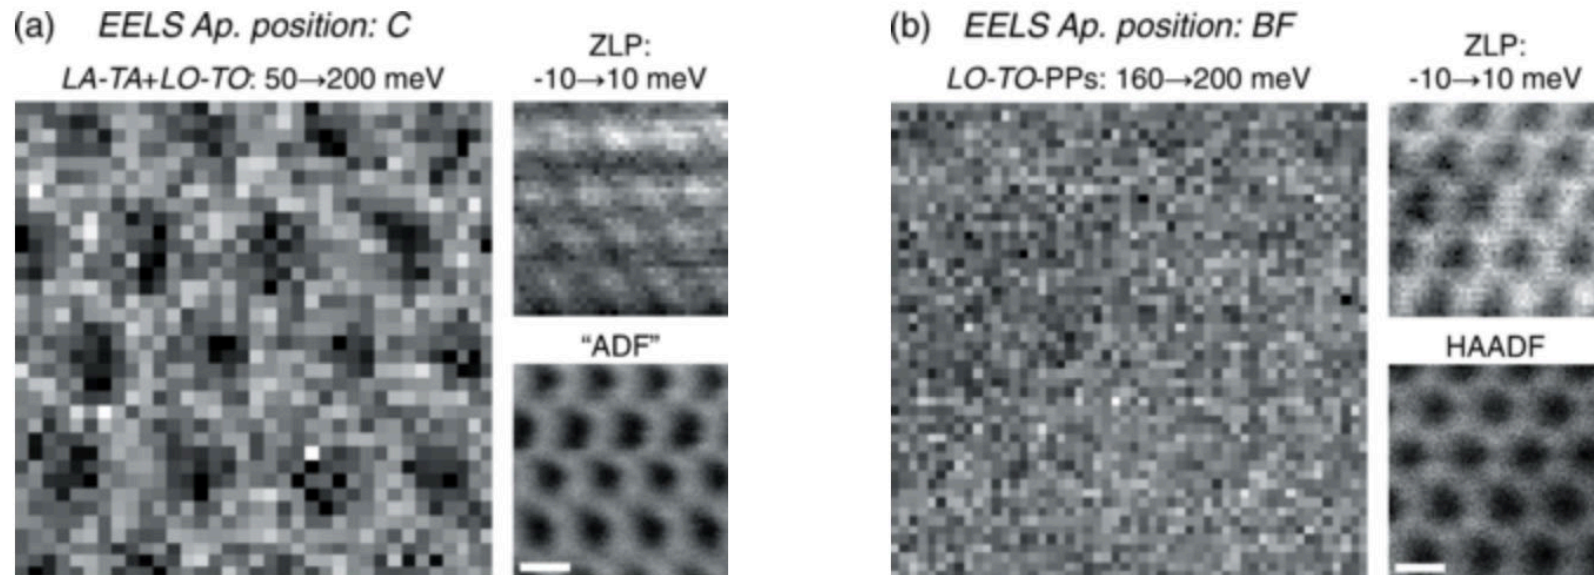 (a) EELS Ap. position: C
LA-TA+LO-TO: 50→200 meV
ZLP:
-10→10 meV
"ADF"
(b) EELS Ap. position: BF
LO-TO-PPs: 160→200 meV
ZLP:
-10→10 meV
HAADF